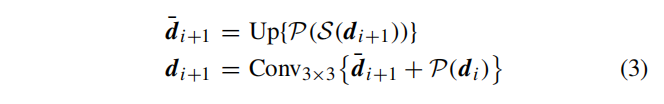 d̄ᵢ₊₁ = Up{𝒫(𝒮(dᵢ₊₁))}
dᵢ₊₁ = Conv₃ₓ₃{d̄ᵢ₊₁ + 𝒫(dᵢ)} (3)